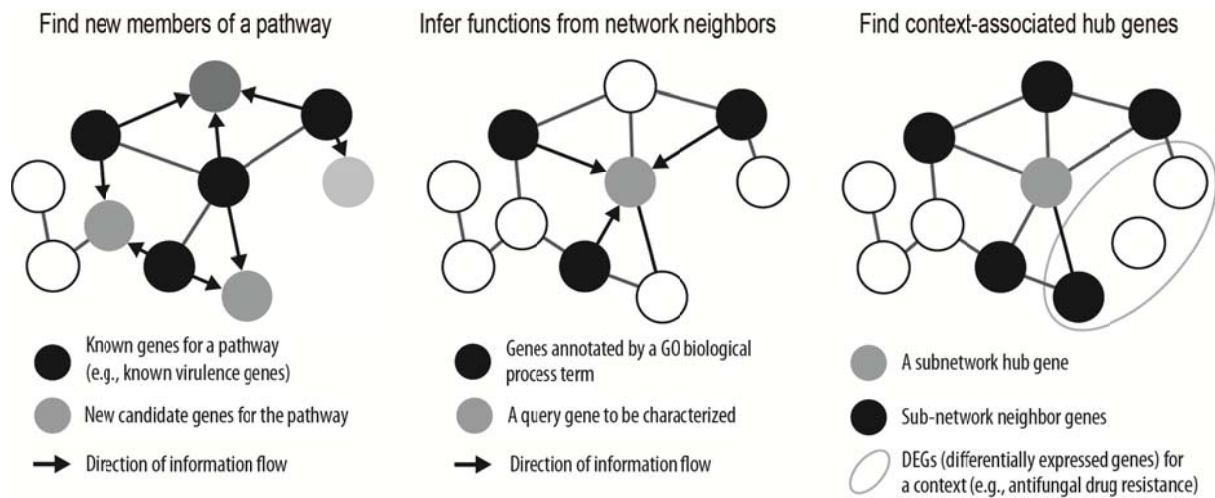 Find new members of a pathway
Known genes for a pathway
(e.g., known virulence genes)
New candidate genes for the pathway
Direction of information flow
Infer functions from network neighbors
Genes annotated by a GO biological
process term
A query gene to be characterized
Direction of information flow
Find context-associated hub genes
A subnetwork hub gene
Sub-network neighbor genes
DEGs (differentially expressed genes) for
a context (e.g., antifungal drug resistance)